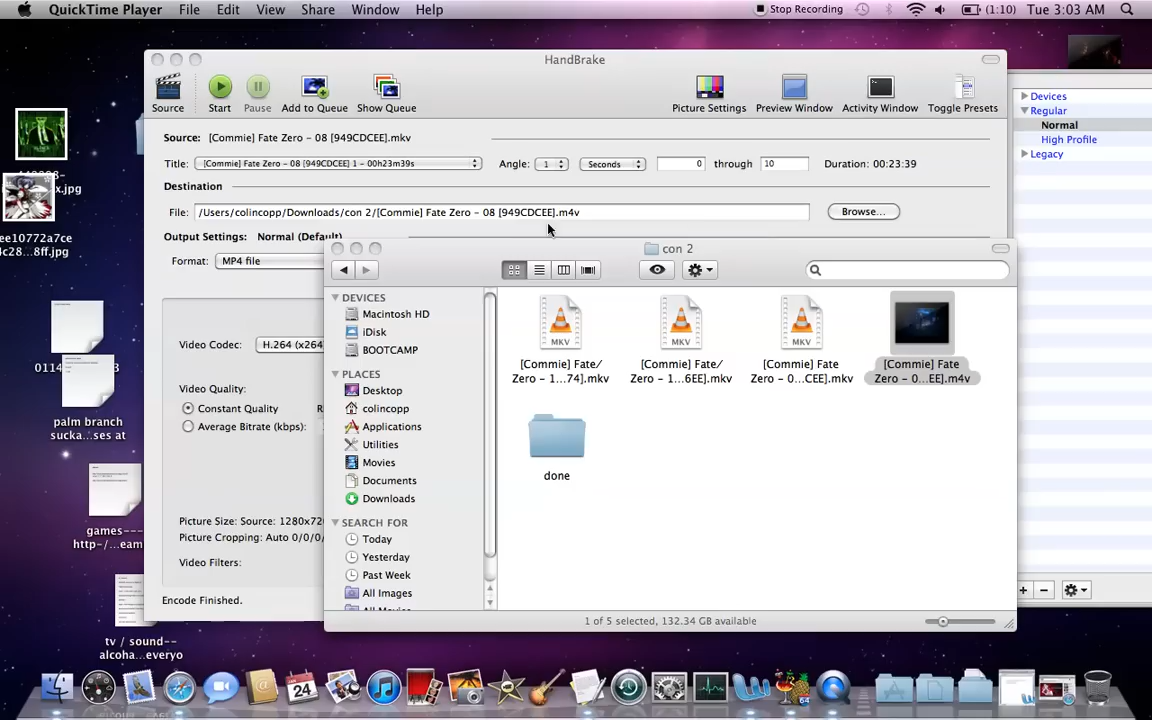 QuickTime Player File Edit View Share Window Help Stop Recording (1:10) Tue 3:03 AM
HandBrake
Source Start Pause Add to Queue Show Queue Picture Settings Preview Window Activity Window Toggle Presets
Source: [Commie] Fate Zero - 08 [949CDCEE].mkv
Title: [Commie] Fate Zero - 08 [949CDCEE] 1 - 00h23m39s Angle: 1 Seconds 0 through 10 Duration: 00:23:39
Destination
File: /Users/colincopp/Downloads/con 2/[Commie] Fate Zero - 08 [949CDCEE].m4v Browse...
Output Settings: Normal (Default)
Format: MP4 file
Video Codec: H.264 (x264)
Video Quality:
Constant Quality
Average Bitrate (kbps):
Picture Size: Source: 1280x720
Picture Cropping: Auto 0/0/0/
Video Filters:
Encode Finished.
Devices
Regular
Normal
High Profile
Legacy
con 2
DEVICES
Macintosh HD
iDisk
BOOTCAMP
PLACES
Desktop
colincopp
Applications
Utilities
Movies
Documents
Downloads
SEARCH FOR
Today
Yesterday
Past Week
All Images
All Movies
MKV
[Commie] Fate/
Zero - 1...74].mkv
MKV
[Commie] Fate/
Zero - 1...6EE].mkv
MKV
[Commie] Fate
Zero - 0...CEE].mkv
[Commie] Fate
Zero - 0...EE].m4v
done
1 of 5 selected, 132.34 GB available
x.jpg
ee10772a7ce
4c28...8ff.jpg
0114
palm branch
sucka...ses at
games---
http-/...eam
tv / sound--
alcoha...everyo
JAN
24
64